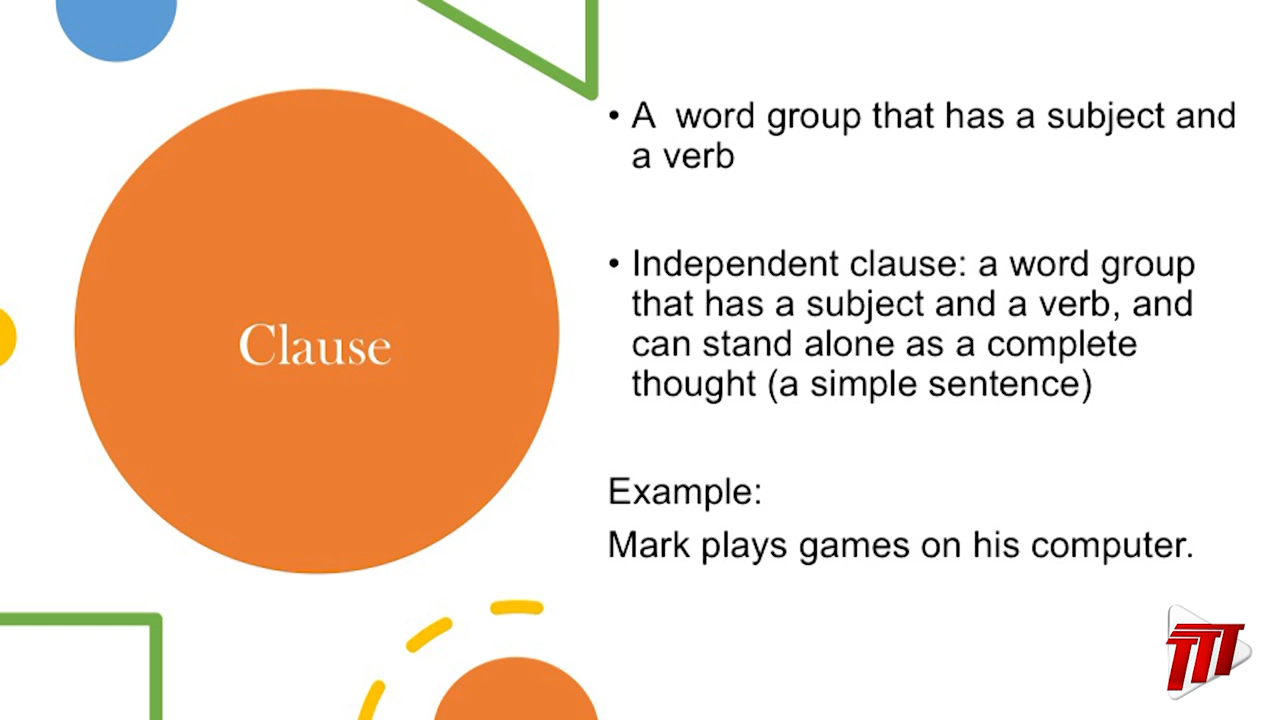 Clause
• A  word group that has a subject and
a verb
• Independent clause: a word group
that has a subject and a verb, and
can stand alone as a complete
thought (a simple sentence)
Example:
Mark plays games on his computer.
TTT